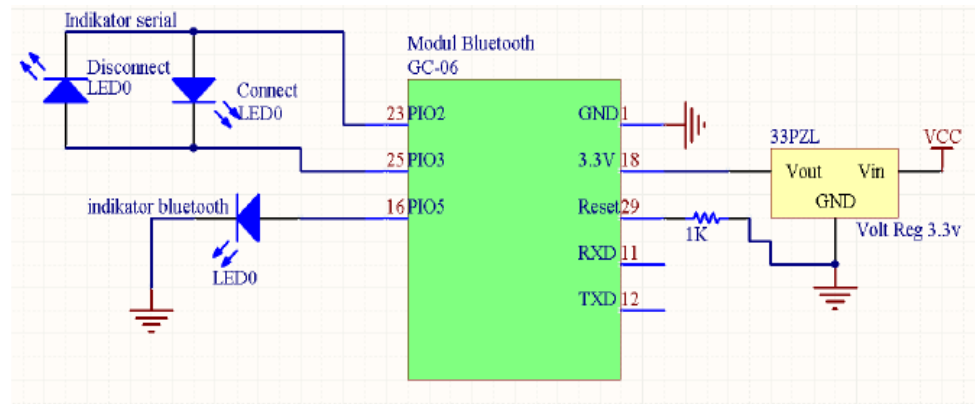 Indikator serial
Disconnect
LED0
Connect
LED0
indikator bluetooth
LED0
Modul Bluetooth
GC-06
23 PIO2
25 PIO3
16 PIO5
GND 1
3.3V 18
Reset 29
RXD 11
TXD 12
1K
33PZL
Vout Vin
GND
VCC
Volt Reg 3.3v